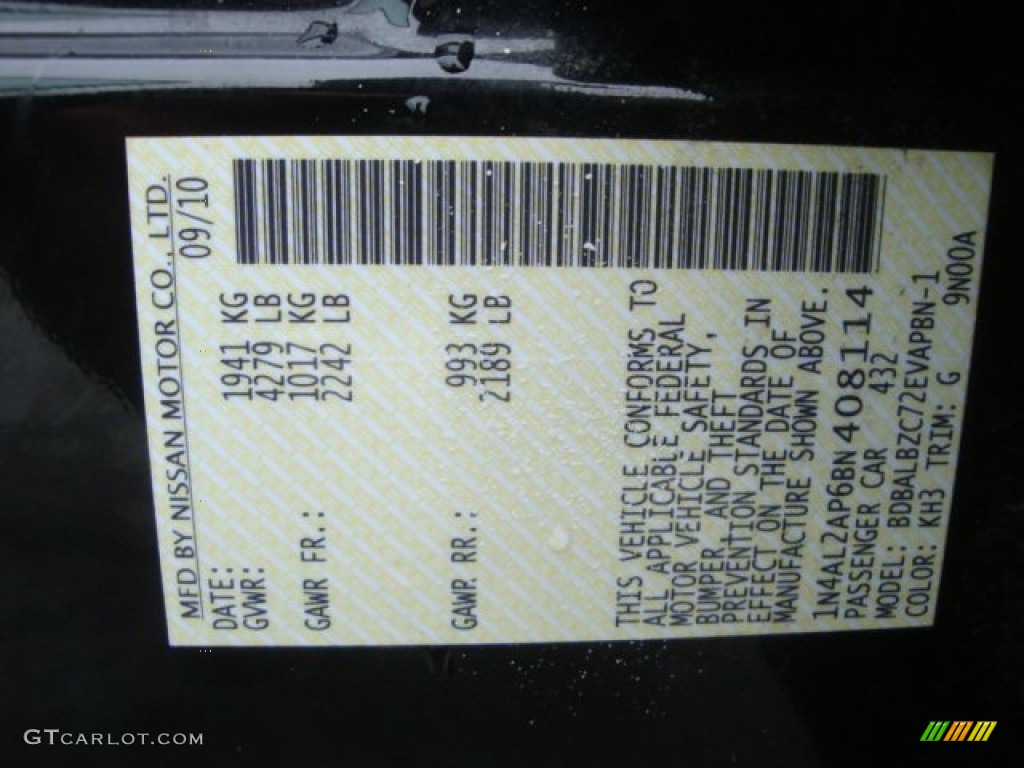 MFD BY NISSAN MOTOR CO., LTD.
DATE: 09/10
GVWR: 1941 KG
4279 LB
GAWR FR.: 1017 KG
2242 LB
GAWR RR.: 993 KG
2189 LB
THIS VEHICLE CONFORMS TO
ALL APPLICABLE FEDERAL
MOTOR VEHICLE SAFETY,
BUMPER, AND THEFT
PREVENTION STANDARDS IN
EFFECT ON THE DATE OF
MANUFACTURE SHOWN ABOVE.
1N4AL2AP6BN408114
PASSENGER CAR 432
MODEL: BDBALBZC72EVAPBN-1
COLOR: KH3 TRIM: G 9N00A
GTCARLOT.COM